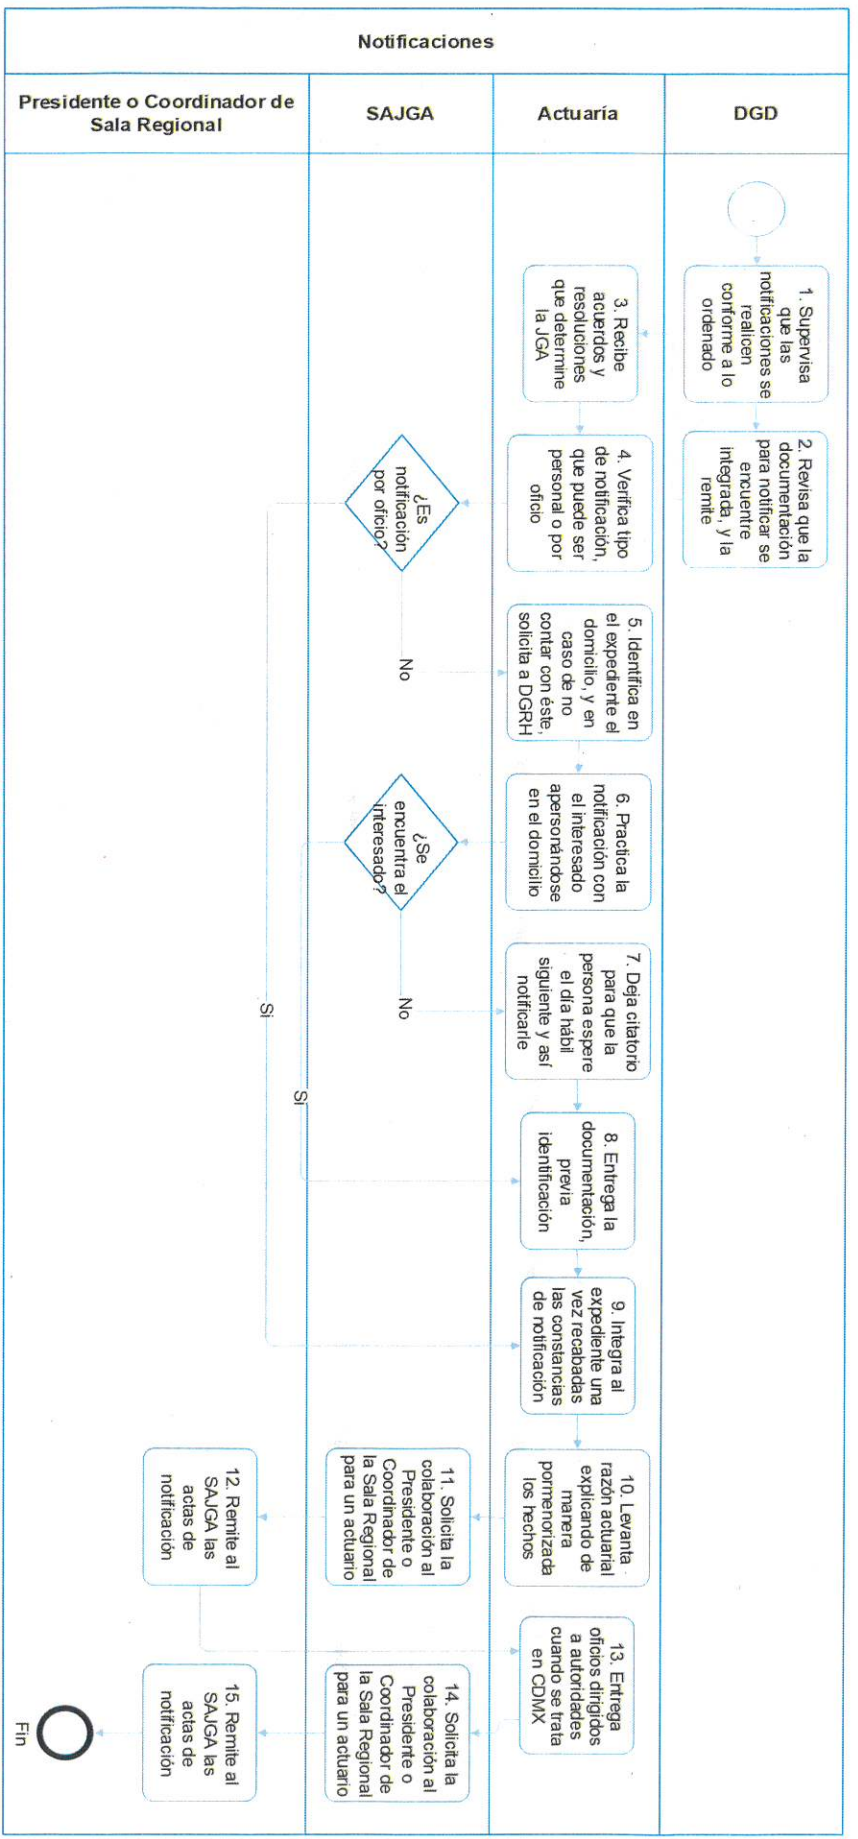 Notificaciones
Presidente o Coordinador de
Sala Regional
SAJGA
Actuaría
DGD
1. Supervisa
que las
notificaciones se
realicen
conforme a lo
ordenado
2. Revisa que la
documentación
para notificar se
encuentre
integrada, y la
remite
3. Recibe
acuerdos y
resoluciones
que determine
la JGA
4. Verifica tipo
de notificación,
que puede ser
personal o por
oficio
¿Es
notificación
por oficio?
No
Si
5. Identifica en
el expediente el
domicilio, y en
caso de no
contar con éste,
solicita a DGRH
6. Practica la
notificación con
el interesado
apersonándose
en el domicilio
¿Se
encuentra el
interesado?
No
Si
7. Deja citatorio
para que la
persona espere
el día hábil
siguiente y así
notificarle
8. Entrega la
documentación,
previa
identificación
9. Integra al
expediente una
vez recabadas
las constancias
de notificación
10. Levanta
razón actuarial
explicando de
manera
pormenorizada
los hechos
11. Solicita la
colaboración al
Presidente o
Coordinador de
la Sala Regional
para un actuario
12. Remite al
SAJGA las
actas de
notificación
13. Entrega
oficios dirigidos
a autoridades
cuando se trata
en CDMX
14. Solicita la
colaboración al
Presidente o
Coordinador de
la Sala Regional
para un actuario
15. Remite al
SAJGA las
actas de
notificación
Fin